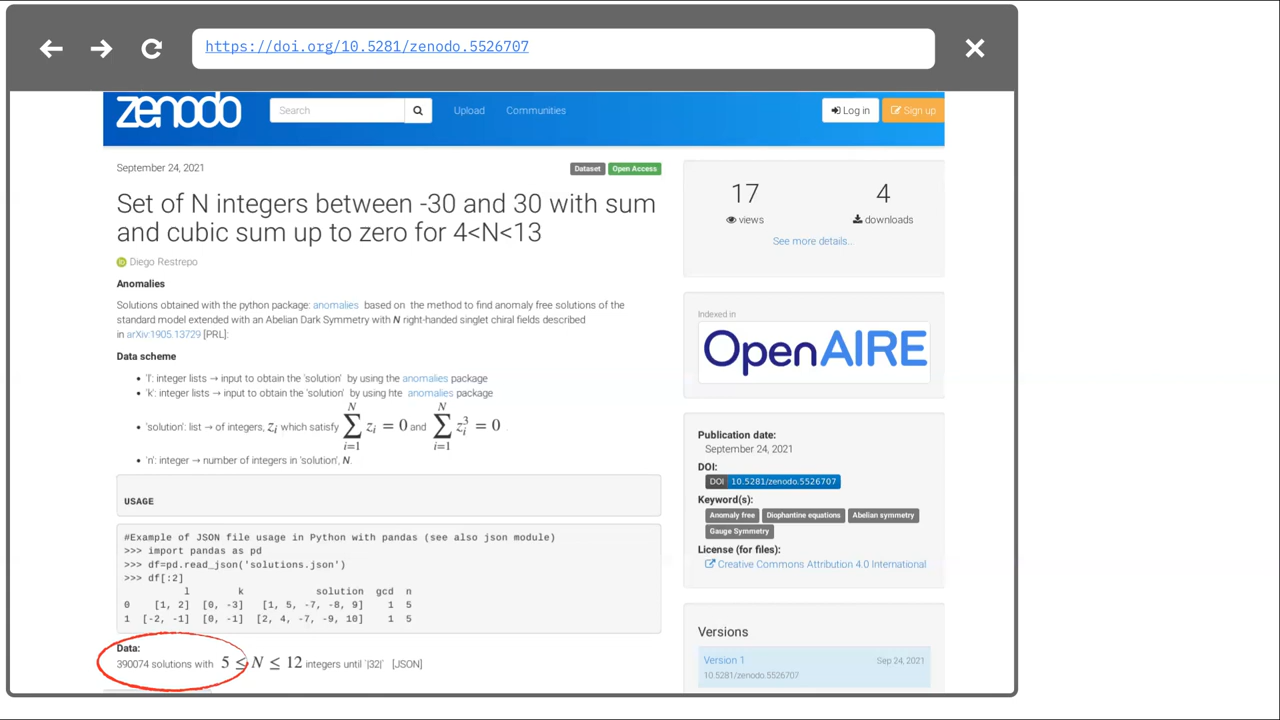 https://doi.org/10.5281/zenodo.5526707
zenodo
Search
Upload
Communities
Log in
Sign up
September 24, 2021
Dataset
Open Access
Set of N integers between -30 and 30 with sum
and cubic sum up to zero for 4<N<13
Diego Restrepo
Anomalies
Solutions obtained with the python package: anomalies based on the method to find anomaly free solutions of the
standard model extended with an Abelian Dark Symmetry with N right-handed singlet chiral fields described
in arXiv:1905.13729 [PRL]:
Data scheme
• 'l': integer lists → input to obtain the 'solution' by using the anomalies package
• 'k': integer lists → input to obtain the 'solution' by using hte anomalies package
• 'solution': list → of integers, z_i which satisfy ∑_{i=1}^{N} z_i = 0 and ∑_{i=1}^{N} z_i^3 = 0 .
• 'n': integer → number of integers in 'solution', N.
USAGE
#Example of JSON file usage in Python with pandas (see also json module)
>>> import pandas as pd
>>> df=pd.read_json('solutions.json')
>>> df[:2]
l k solution gcd n
0 [1, 2] [0, -3] [1, 5, -7, -8, 9] 1 5
1 [-2, -1] [0, -1] [2, 4, -7, -9, 10] 1 5
Data:
390074 solutions with 5 ≤ N ≤ 12 integers until '|32|' [JSON]
17
views
4
downloads
See more details..
Indexed in
OpenAIRE
Publication date:
September 24, 2021
DOI:
DOI 10.5281/zenodo.5526707
Keyword(s):
Anomaly free
Diophantine equations
Abelian symmetry
Gauge Symmetry
License (for files):
Creative Commons Attribution 4.0 International
Versions
Version 1
Sep 24, 2021
10.5281/zenodo.5526707